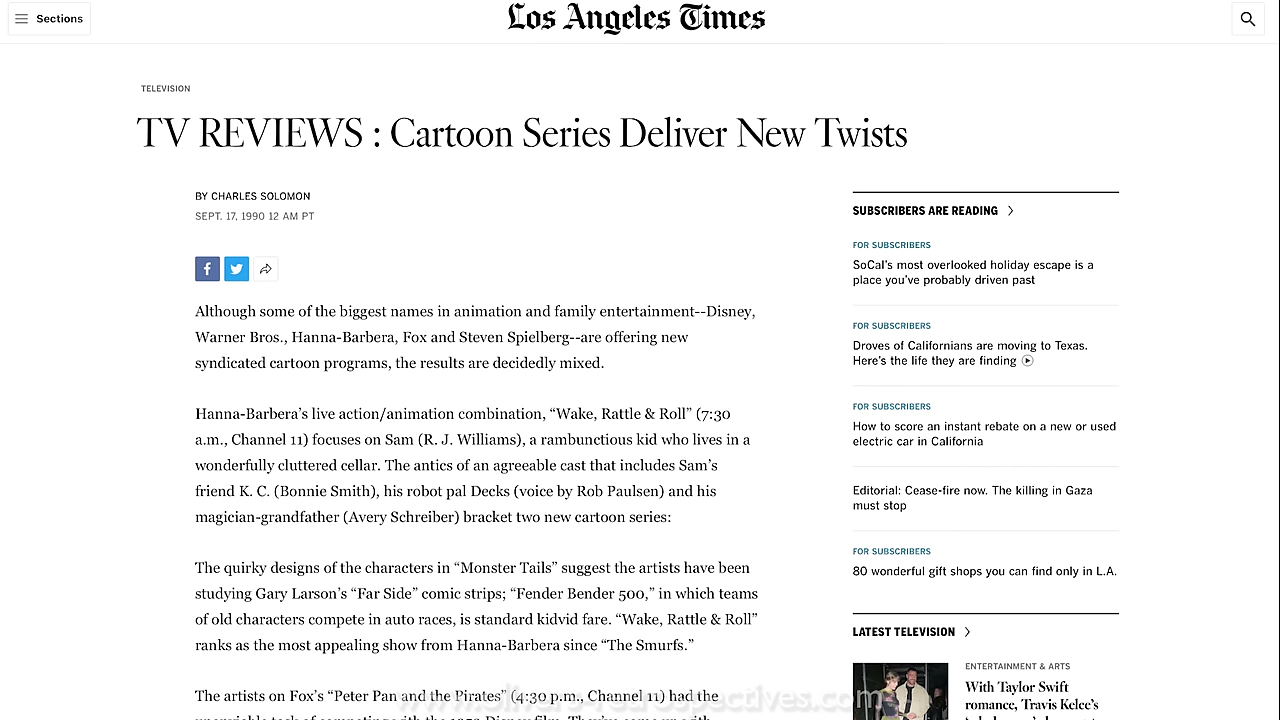 Sections
Los Angeles Times
TELEVISION
TV REVIEWS : Cartoon Series Deliver New Twists
BY CHARLES SOLOMON
SEPT. 17, 1990 12 AM PT
Although some of the biggest names in animation and family entertainment--Disney,
Warner Bros., Hanna-Barbera, Fox and Steven Spielberg--are offering new
syndicated cartoon programs, the results are decidedly mixed.
Hanna-Barbera’s live action/animation combination, “Wake, Rattle & Roll” (7:30
a.m., Channel 11) focuses on Sam (R. J. Williams), a rambunctious kid who lives in a
wonderfully cluttered cellar. The antics of an agreeable cast that includes Sam’s
friend K. C. (Bonnie Smith), his robot pal Decks (voice by Rob Paulsen) and his
magician-grandfather (Avery Schreiber) bracket two new cartoon series:
The quirky designs of the characters in “Monster Tails” suggest the artists have been
studying Gary Larson’s “Far Side” comic strips; “Fender Bender 500,” in which teams
of old characters compete in auto races, is standard kidvid fare. “Wake, Rattle & Roll”
ranks as the most appealing show from Hanna-Barbera since “The Smurfs.”
The artists on Fox’s “Peter Pan and the Pirates” (4:30 p.m., Channel 11) had the
SUBSCRIBERS ARE READING
FOR SUBSCRIBERS
SoCal’s most overlooked holiday escape is a
place you’ve probably driven past
FOR SUBSCRIBERS
Droves of Californians are moving to Texas.
Here’s the life they are finding
FOR SUBSCRIBERS
How to score an instant rebate on a new or used
electric car in California
Editorial: Cease-fire now. The killing in Gaza
must stop
FOR SUBSCRIBERS
80 wonderful gift shops you can find only in L.A.
LATEST TELEVISION
ENTERTAINMENT & ARTS
With Taylor Swift
romance, Travis Kelce’s